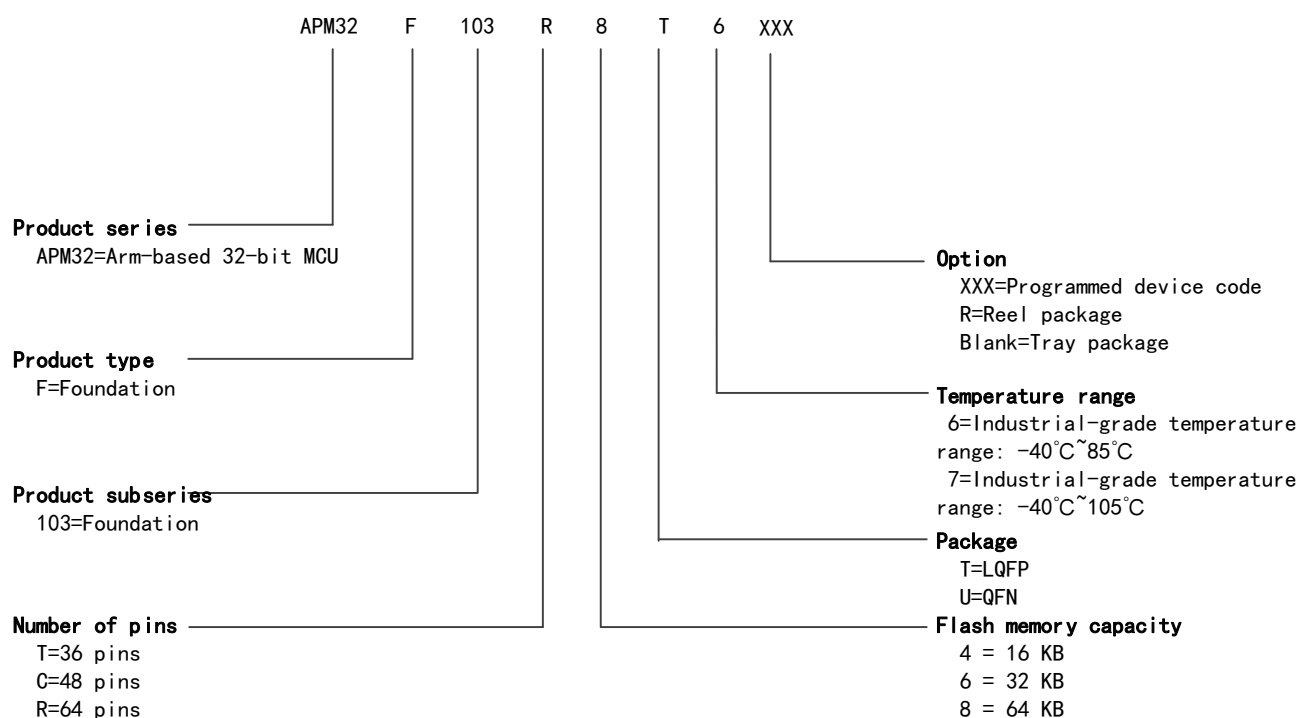 APM32 F 103 R 8 T 6 XXX
Product series
APM32=Arm-based 32-bit MCU
Product type
F=Foundation
Product subseries
103=Foundation
Number of pins
T=36 pins
C=48 pins
R=64 pins
Option
XXX=Programmed device code
R=Reel package
Blank=Tray package
Temperature range
6=Industrial-grade temperature
range: -40℃~85℃
7=Industrial-grade temperature
range: -40℃~105℃
Package
T=LQFP
U=QFN
Flash memory capacity
4 = 16 KB
6 = 32 KB
8 = 64 KB